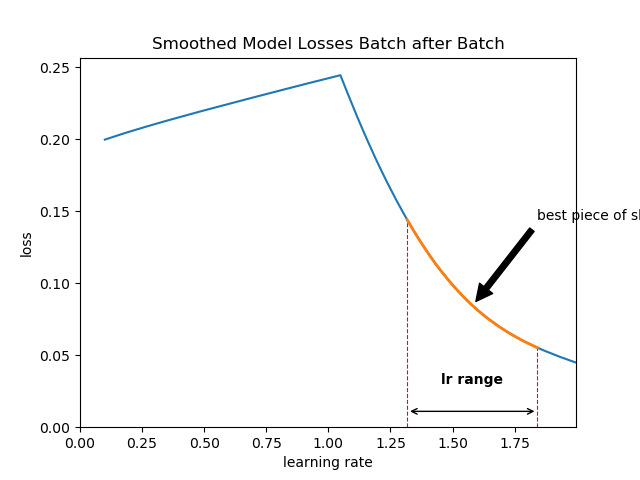 Smoothed Model Losses Batch after Batch
0.25
0.20
0.15
0.10
0.05
0.00
loss
best piece of
lr range
0.00 0.25 0.50 0.75 1.00 1.25 1.50 1.75
learning rate